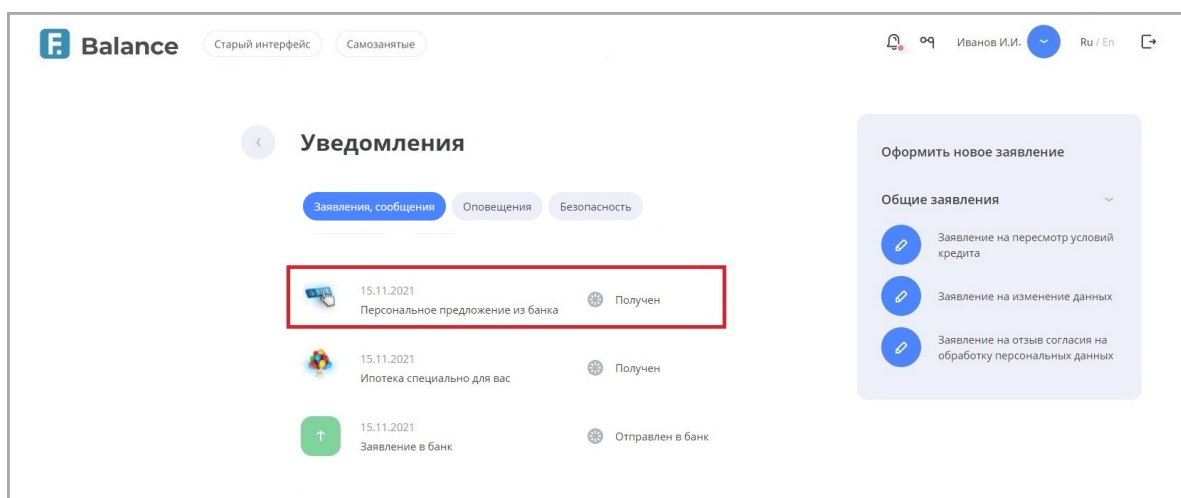 F. Balance
Старый интерфейс
Самозанятые
Иванов И.И.
Ru / En
Уведомления
Заявления, сообщения
Оповещения
Безопасность
15.11.2021
Персональное предложение из банка
Получен
15.11.2021
Ипотека специально для вас
Получен
15.11.2021
Заявление в банк
Отправлен в банк
Оформить новое заявление
Общие заявления
Заявление на пересмотр условий
кредита
Заявление на изменение данных
Заявление на отзыв согласия на
обработку персональных данных